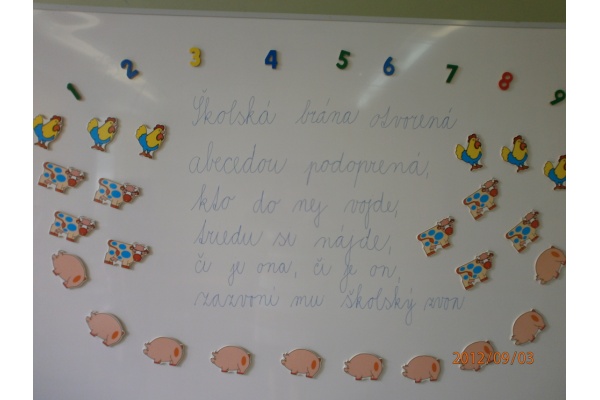 1 2 3 4 5 6 7 8 9
Školská brána otvorená
abecedou podoprená,
kto do nej vojde,
triedu si nájde,
či je ona, či je on,
zazvoní mu školský zvon
2012/09/03